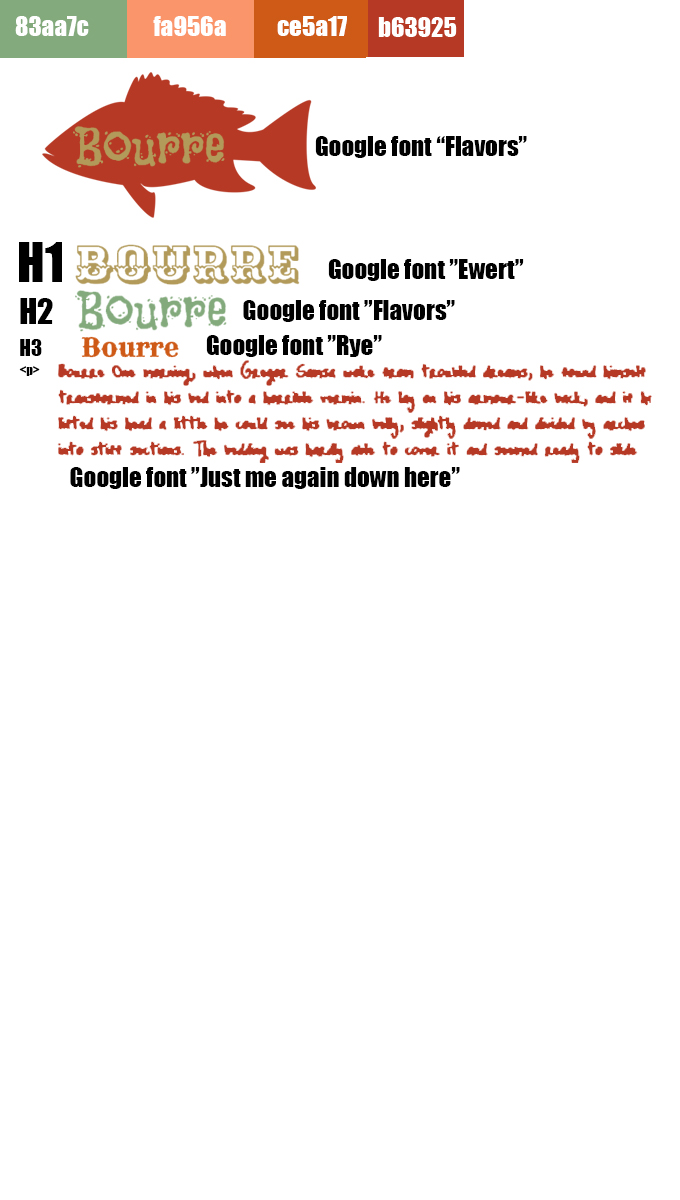 83aa7c fa956a ce5a17 b63925
Bourre Google font “Flavors”
H1 BOURRE Google font ”Ewert”
H2 Bourre Google font ”Flavors”
H3 Bourre Google font ”Rye”
<p> Bourre One morning, when Gregor Samsa woke from troubled dreams, he found himself
transformed in his bed into a horrible vermin. He lay on his armour-like back, and if h
lifted his head a little he could see his brown belly, slightly domed and divided by arches
into stiff sections. The bedding was hardly able to cover it and seemed ready to slide
Google font ”Just me again down here”